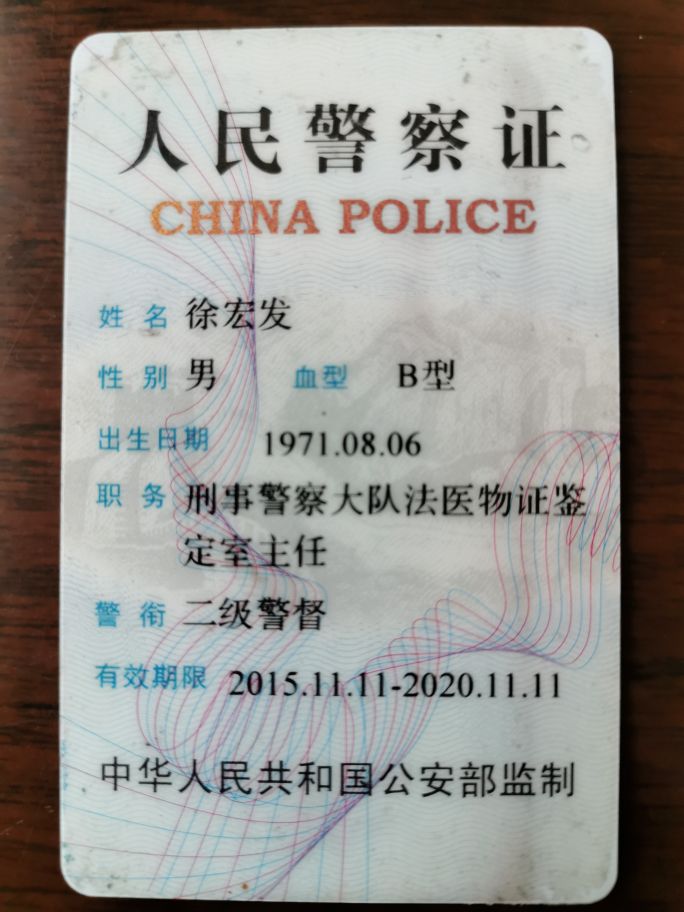 人民警察证
CHINA POLICE
姓 名 徐宏发
性 别 男 血型 B型
出生日期 1971.08.06
职 务 刑事警察大队法医物证鉴
定室主任
警 衔 二级警督
有效期限 2015.11.11-2020.11.11
中华人民共和国公安部监制